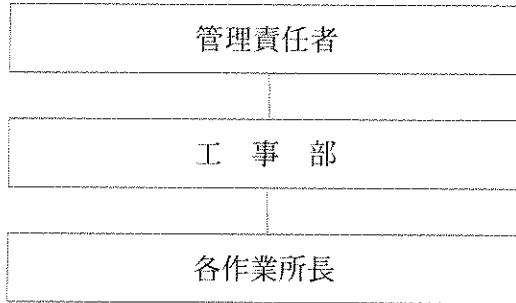 管理責任者
工 事 部
各作業所長